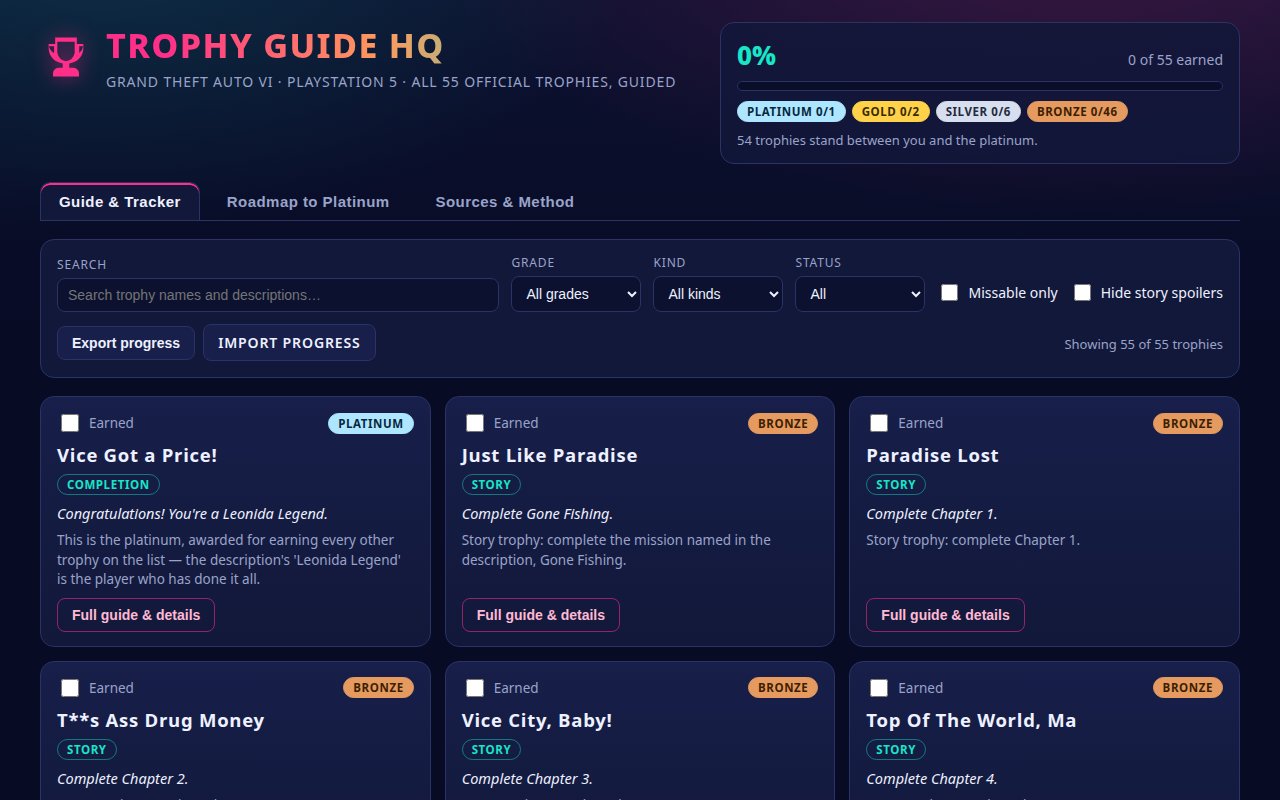 TROPHY GUIDE HQ
GRAND THEFT AUTO VI · PLAYSTATION 5 · ALL 55 OFFICIAL TROPHIES, GUIDED
0%
0 of 55 earned
PLATINUM 0/1 GOLD 0/2 SILVER 0/6 BRONZE 0/46
54 trophies stand between you and the platinum.
Guide & Tracker Roadmap to Platinum Sources & Method
SEARCH GRADE KIND STATUS
Search trophy names and descriptions… All grades All kinds All Missable only Hide story spoilers
Export progress IMPORT PROGRESS
Showing 55 of 55 trophies
Earned PLATINUM
Vice Got a Price!
COMPLETION
Congratulations! You're a Leonida Legend.
This is the platinum, awarded for earning every other
trophy on the list — the description's 'Leonida Legend'
is the player who has done it all.
Full guide & details
Earned BRONZE
Just Like Paradise
STORY
Complete Gone Fishing.
Story trophy: complete the mission named in the
description, Gone Fishing.
Full guide & details
Earned BRONZE
Paradise Lost
STORY
Complete Chapter 1.
Story trophy: complete Chapter 1.
Full guide & details
Earned BRONZE
T**s Ass Drug Money
STORY
Complete Chapter 2.
Earned BRONZE
Vice City, Baby!
STORY
Complete Chapter 3.
Earned BRONZE
Top Of The World, Ma
STORY
Complete Chapter 4.